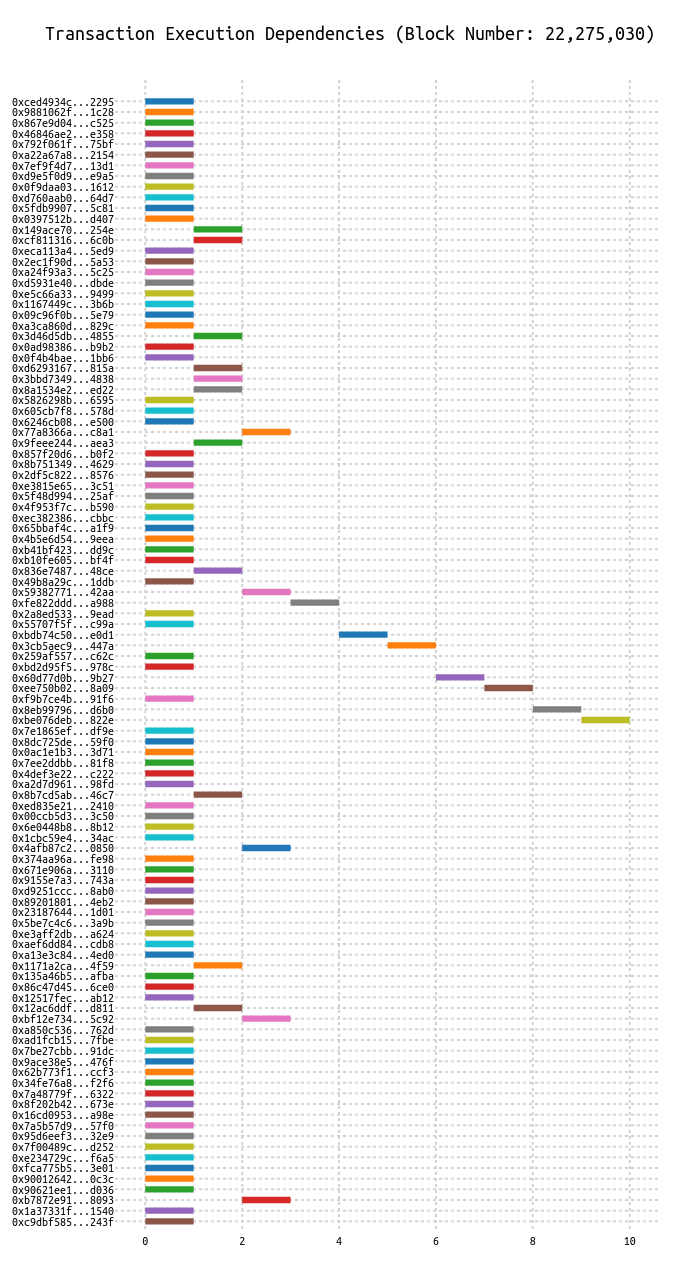 Transaction Execution Dependencies (Block Number: 22,275,030)
0xced4934c...2295
0x9881062f...1c28
0x867e9d04...c525
0x46846ae2...e358
0x792f061f...75bf
0xa22a67a8...2154
0x7ef9f4d7...13d1
0xd9e5f0d9...e9a5
0x0f9daa03...1612
0xd760aab0...64d7
0x5fdb9907...5c81
0x0397512b...d407
0x149ace70...254e
0xcf811316...6c0b
0xeca113a4...5ed9
0x2ec1f90d...5a53
0xa24f93a3...5c25
0xd5931e40...dbde
0xe5c66a33...9499
0x1167449c...3b6b
0x09c96f0b...5e79
0xa3ca860d...829c
0x3d46d5db...4855
0x0ad98386...b9b2
0x0f4b4bae...1bb6
0xd6293167...815a
0x3bbd7349...4838
0x8a1534e2...ed22
0x5826298b...6595
0x605cb7f8...578d
0x6246cb08...e500
0x77a8366a...c8a1
0x9feee244...aea3
0x857f20d6...b0f2
0x8b751349...4629
0x2df5c822...8576
0xe3815e65...3c51
0x5f48d994...25af
0x4f953f7c...b590
0xec382386...cbbc
0x65bbaf4c...a1f9
0x4b5e6d54...9eea
0xb41bf423...dd9c
0xb10fe605...bf4f
0x836e7487...48ce
0x49b8a29c...1ddb
0x59382771...42aa
0xfe822ddd...a988
0x2a8ed533...9ead
0x55707f5f...c99a
0xbdb74c50...e0d1
0x3cb5aec9...447a
0x259af557...c62c
0xbd2d95f5...978c
0x60d77d0b...9b27
0xee750b02...8a09
0xf9b7ce4b...91f6
0x8eb99796...d6b0
0xbe076deb...822e
0x7e1865ef...df9e
0x8dc725de...59f0
0x0ac1e1b3...3d71
0x7ee2ddbb...81f8
0x4def3e22...c222
0xa2d7d961...98fd
0x8b7cd5ab...46c7
0xed835e21...2410
0x00ccb5d3...3c50
0x6e0448b8...8b12
0x1cbc59e4...34ac
0x4afb87c2...0850
0x374aa96a...fe98
0x671e906a...3110
0x9155e7a3...743a
0xd9251ccc...8ab0
0x89201801...4eb2
0x23187644...1d01
0x5be7c4c6...3a9b
0xe3aff2db...a624
0xaef6dd84...cdb8
0xa13e3c84...4ed0
0x1171a2ca...4f59
0x135a46b5...afba
0x86c47d45...6ce0
0x12517fec...ab12
0x12ac6ddf...d811
0xbf12e734...5c92
0xa850c536...762d
0xad1fcb15...7fbe
0x7be27cbb...91dc
0x9ace38e5...476f
0x62b773f1...ccf3
0x34fe76a8...f2f6
0x7a48779f...6322
0x8f202b42...673e
0x16cd0953...a98e
0x7a5b57d9...57f0
0x95d6eef3...32e9
0x7f00489c...d252
0xe234729c...f6a5
0xfca775b5...3e01
0x90012642...0c3c
0x90621ee1...d036
0xb7872e91...8093
0x1a37331f...1540
0xc9dbf585...243f
0 2 4 6 8 10